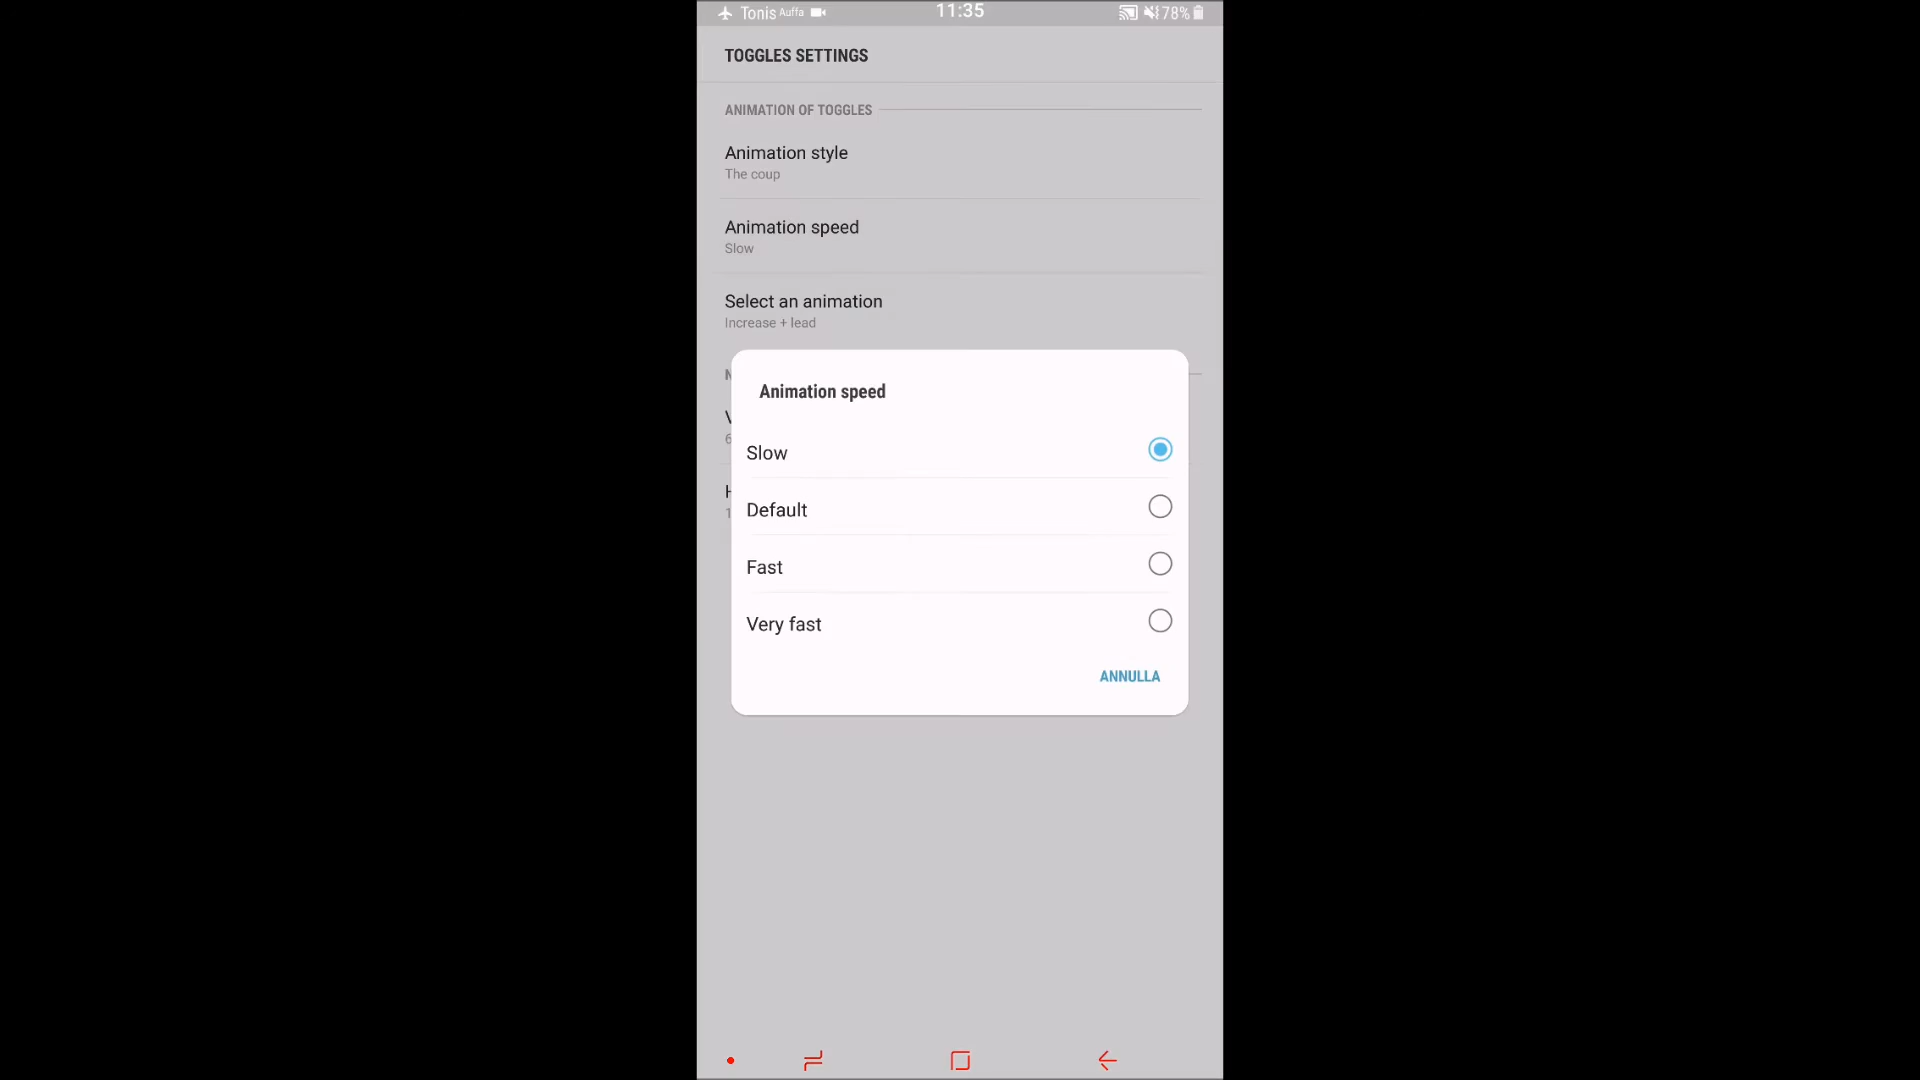 Tonis Auffa 11:35 78%
TOGGLES SETTINGS
ANIMATION OF TOGGLES
Animation style
The coup
Animation speed
Slow
Select an animation
Increase + lead
Animation speed
Slow
Default
Fast
Very fast
ANNULLA